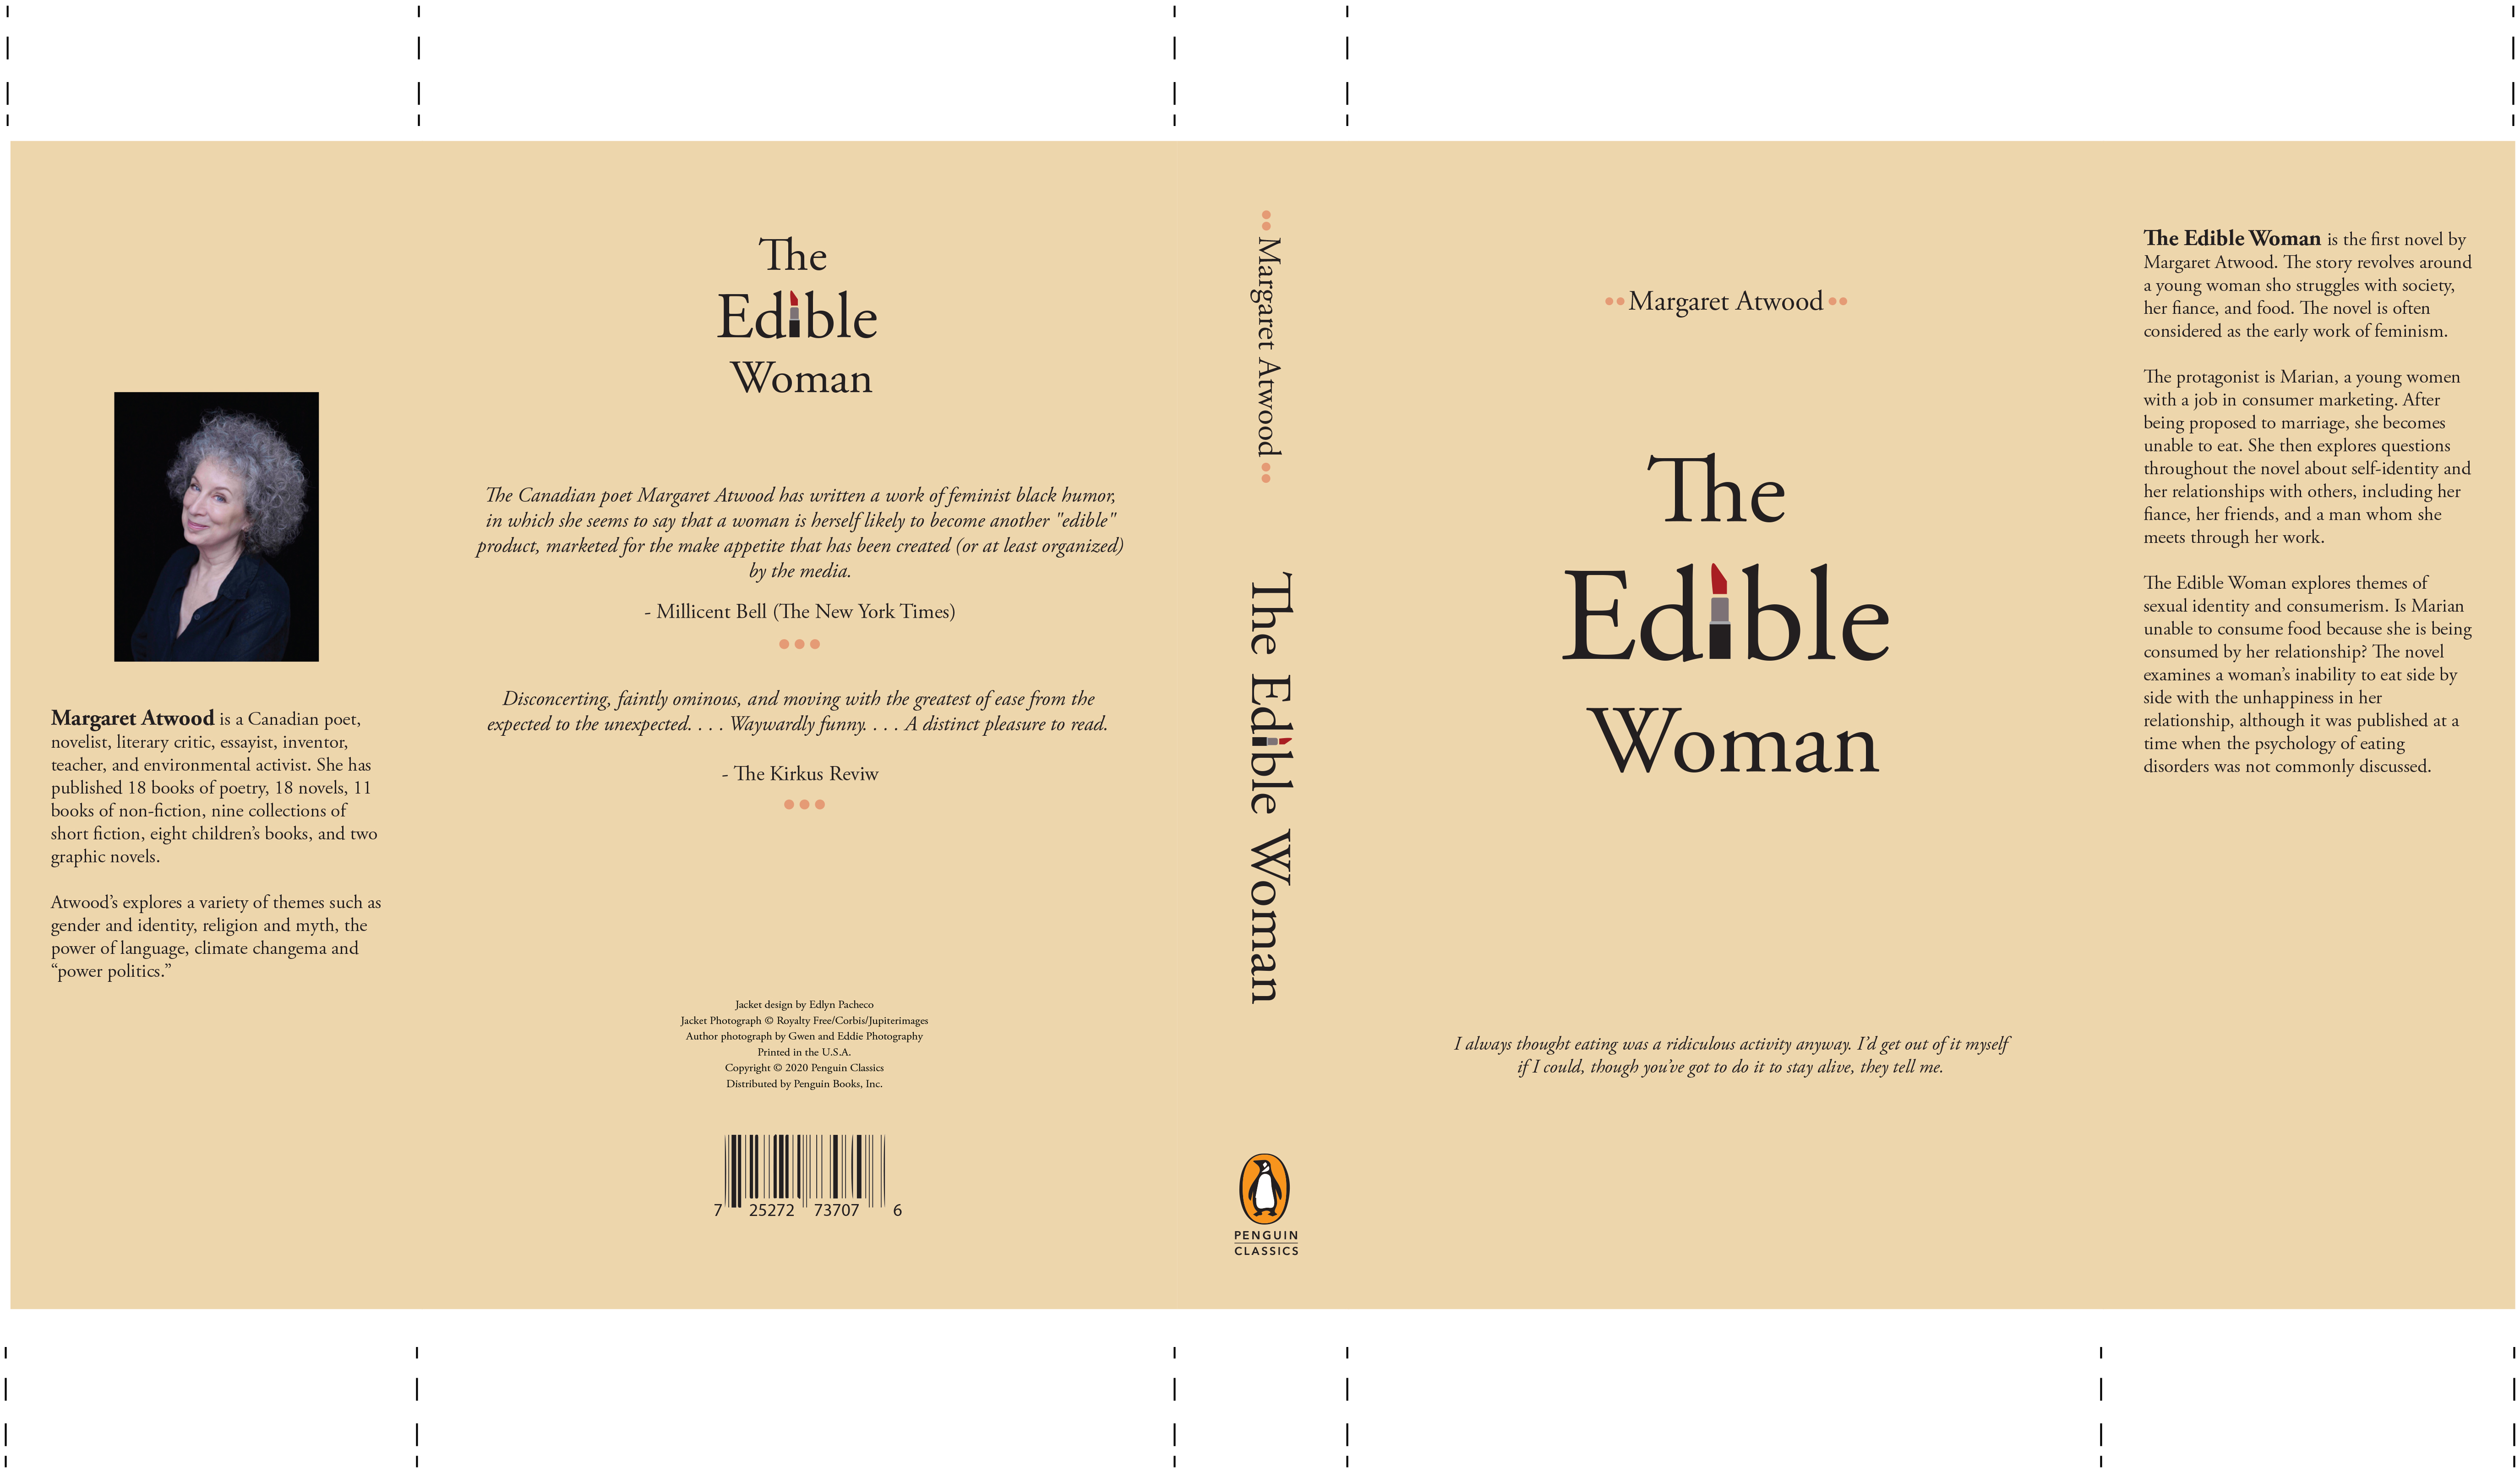 Margaret Atwood is a Canadian poet,
novelist, literary critic, essayist, inventor,
teacher, and environmental activist. She has
published 18 books of poetry, 18 novels, 11
books of non-fiction, nine collections of
short fiction, eight children’s books, and two
graphic novels.
Atwood’s explores a variety of themes such as
gender and identity, religion and myth, the
power of language, climate changema and
“power politics.”
The
Edible
Woman
The Canadian poet Margaret Atwood has written a work of feminist black humor,
in which she seems to say that a woman is herself likely to become another "edible"
product, marketed for the make appetite that has been created (or at least organized)
by the media.
- Millicent Bell (The New York Times)
Disconcerting, faintly ominous, and moving with the greatest of ease from the
expected to the unexpected. . . . Waywardly funny. . . . A distinct pleasure to read.
- The Kirkus Reviw
Jacket design by Edlyn Pacheco
Jacket Photograph © Royalty Free/Corbis/Jupiterimages
Author photograph by Gwen and Eddie Photography
Printed in the U.S.A.
Copyright © 2020 Penguin Classics
Distributed by Penguin Books, Inc.
7 25272 73707 6
Margaret Atwood
The Edible Woman
PENGUIN
CLASSICS
Margaret Atwood
The
Edible
Woman
I always thought eating was a ridiculous activity anyway. I’d get out of it myself
if I could, though you’ve got to do it to stay alive, they tell me.
The Edible Woman is the first novel by
Margaret Atwood. The story revolves around
a young woman sho struggles with society,
her fiance, and food. The novel is often
considered as the early work of feminism.
The protagonist is Marian, a young women
with a job in consumer marketing. After
being proposed to marriage, she becomes
unable to eat. She then explores questions
throughout the novel about self-identity and
her relationships with others, including her
fiance, her friends, and a man whom she
meets through her work.
The Edible Woman explores themes of
sexual identity and consumerism. Is Marian
unable to consume food because she is being
consumed by her relationship? The novel
examines a woman’s inability to eat side by
side with the unhappiness in her
relationship, although it was published at a
time when the psychology of eating
disorders was not commonly discussed.